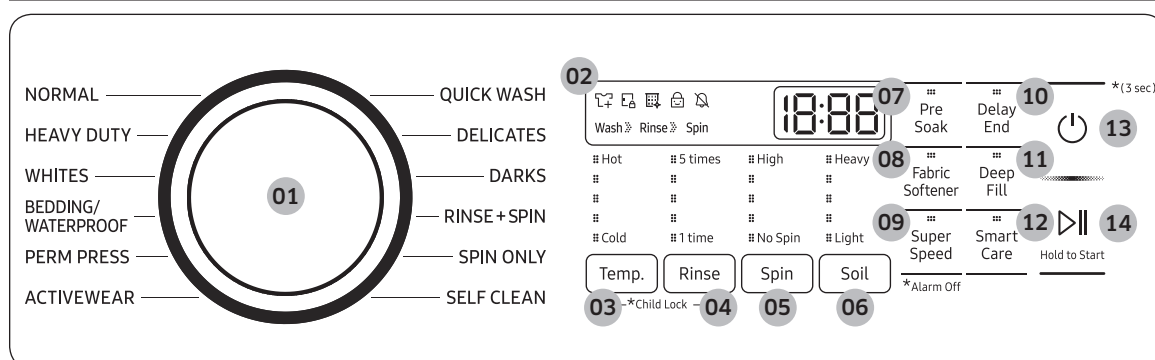 NORMAL
HEAVY DUTY
WHITES
BEDDING/
WATERPROOF
PERM PRESS
ACTIVEWEAR
01
QUICK WASH
DELICATES
DARKS
RINSE+SPIN
SPIN ONLY
SELF CLEAN
02
Wash Rinse Spin
18:88
Hot 5 times High Heavy
Cold 1 time No Spin Light
Temp. Rinse Spin Soil
03 *Child Lock 04 05 06
07 Pre
Soak
Delay
End 10
08 Fabric
Softener
Deep
Fill 11
09 Super
Speed
Smart
Care 12
*Alarm Off
*(3 sec)
13
14
Hold to Start